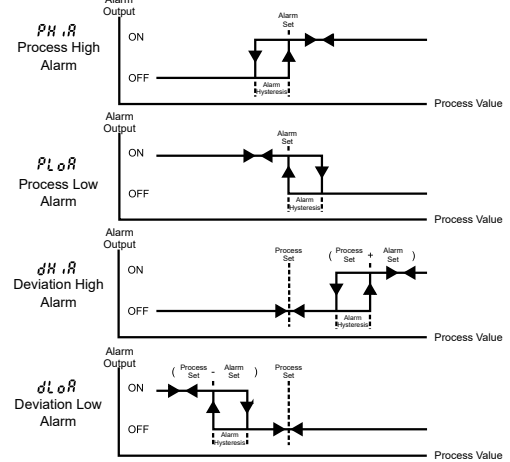 Alarm
Output
PH iA
Process High
Alarm
ON
OFF
Alarm
Set
Alarm
Hysteresis
Process Value
Alarm
Output
PLoA
Process Low
Alarm
ON
OFF
Alarm
Set
Alarm
Hysteresis
Process Value
Alarm
Output
dH iA
Deviation High
Alarm
ON
OFF
Process
Set
( Process Set + Alarm Set )
Alarm
Hysteresis
Process Value
Alarm
Output
dLoA
Deviation Low
Alarm
ON
OFF
( Process Set - Alarm Set )
Process
Set
Alarm
Hysteresis
Process Value